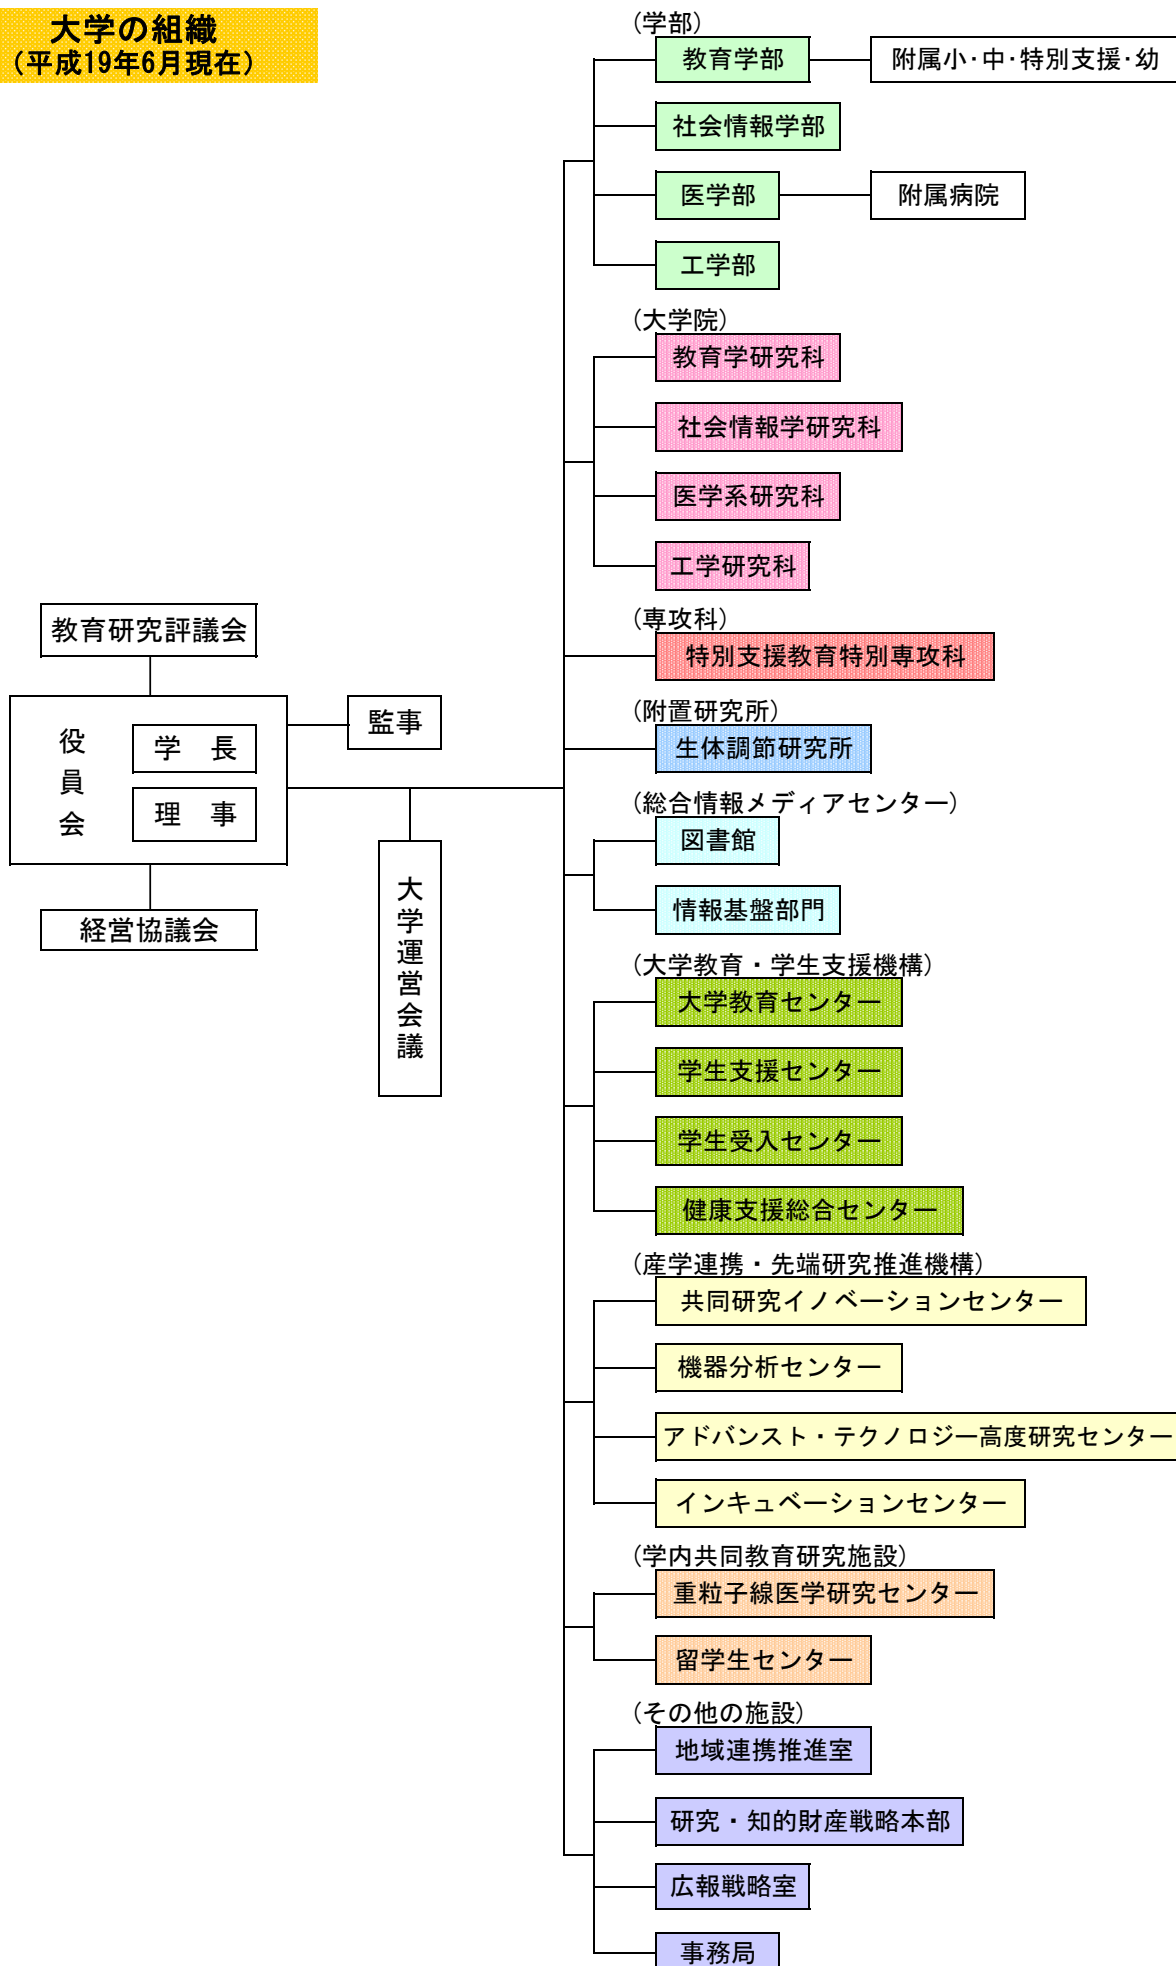 大学の組織
(平成19年6月現在)
(学部)
教育学部
附属小・中・特別支援・幼
社会情報学部
医学部
附属病院
工学部
(大学院)
教育学研究科
社会情報学研究科
医学系研究科
工学研究科
(専攻科)
特別支援教育特別専攻科
教育研究評議会
役員会
学　長
理　事
監事
経営協議会
大学運営会議
(附置研究所)
生体調節研究所
(総合情報メディアセンター)
図書館
情報基盤部門
(大学教育・学生支援機構)
大学教育センター
学生支援センター
学生受入センター
健康支援総合センター
(産学連携・先端研究推進機構)
共同研究イノベーションセンター
機器分析センター
アドバンスト・テクノロジー高度研究センター
インキュベーションセンター
(学内共同教育研究施設)
重粒子線医学研究センター
留学生センター
(その他の施設)
地域連携推進室
研究・知的財産戦略本部
広報戦略室
事務局